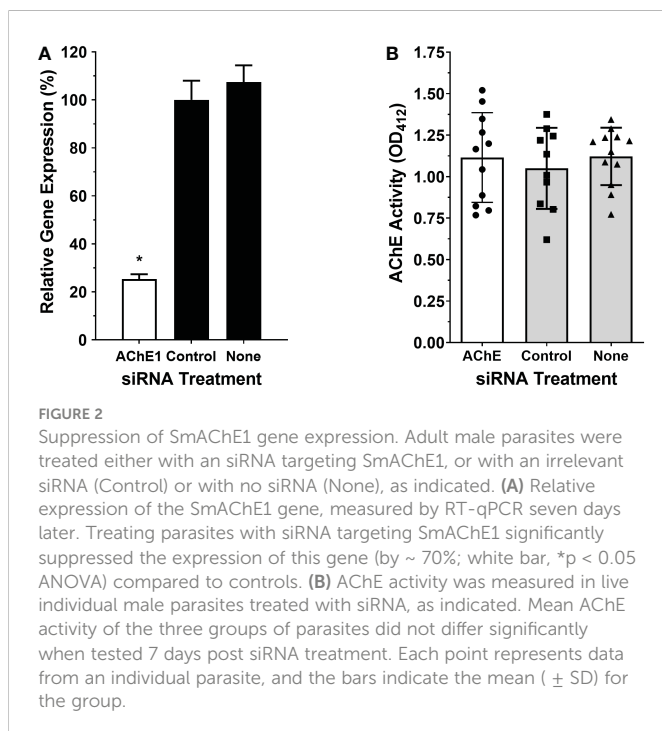 A
Relative Gene Expression (%)
120
100
80
60
40
20
0
*
AChE1 Control None
siRNA Treatment
B
AChE Activity (OD412)
1.75
1.50
1.25
1.00
0.75
0.50
0.25
0.00
AChE Control None
siRNA Treatment
FIGURE 2
Suppression of SmAChE1 gene expression. Adult male parasites were
treated either with an siRNA targeting SmAChE1, or with an irrelevant
siRNA (Control) or with no siRNA (None), as indicated. (A) Relative
expression of the SmAChE1 gene, measured by RT-qPCR seven days
later. Treating parasites with siRNA targeting SmAChE1 significantly
suppressed the expression of this gene (by ~ 70%; white bar, *p < 0.05
ANOVA) compared to controls. (B) AChE activity was measured in live
individual male parasites treated with siRNA, as indicated. Mean AChE
activity of the three groups of parasites did not differ significantly
when tested 7 days post siRNA treatment. Each point represents data
from an individual parasite, and the bars indicate the mean ( ± SD) for
the group.